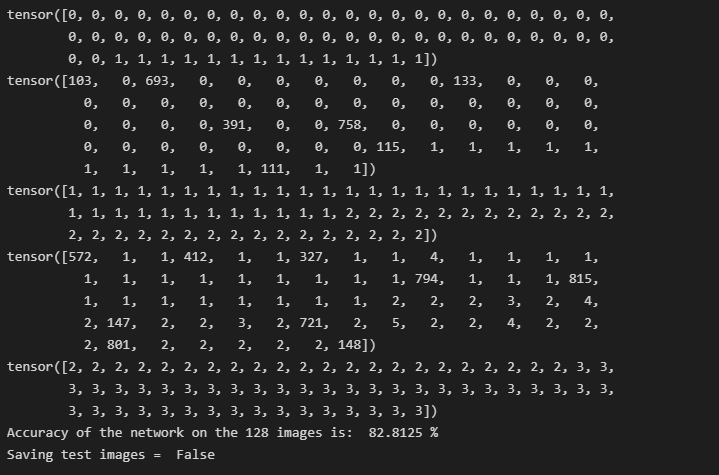 tensor([0, 0, 0, 0, 0, 0, 0, 0, 0, 0, 0, 0, 0, 0, 0, 0, 0, 0, 0, 0, 0, 0, 0, 0,
0, 0, 0, 0, 0, 0, 0, 0, 0, 0, 0, 0, 0, 0, 0, 0, 0, 0, 0, 0, 0, 0, 0, 0,
0, 0, 1, 1, 1, 1, 1, 1, 1, 1, 1, 1, 1, 1, 1, 1])
tensor([103, 0, 693, 0, 0, 0, 0, 0, 0, 0, 133, 0, 0, 0,
0, 0, 0, 0, 0, 0, 0, 0, 0, 0, 0, 0, 0, 0,
0, 0, 0, 0, 391, 0, 0, 758, 0, 0, 0, 0, 0, 0,
0, 0, 0, 0, 0, 0, 0, 0, 115, 1, 1, 1, 1, 1,
1, 1, 1, 1, 1, 111, 1, 1])
tensor([1, 1, 1, 1, 1, 1, 1, 1, 1, 1, 1, 1, 1, 1, 1, 1, 1, 1, 1, 1, 1, 1, 1, 1,
1, 1, 1, 1, 1, 1, 1, 1, 1, 1, 1, 1, 2, 2, 2, 2, 2, 2, 2, 2, 2, 2, 2, 2,
2, 2, 2, 2, 2, 2, 2, 2, 2, 2, 2, 2, 2, 2, 2, 2])
tensor([572, 1, 1, 412, 1, 1, 327, 1, 1, 4, 1, 1, 1, 1,
1, 1, 1, 1, 1, 1, 1, 1, 1, 794, 1, 1, 1, 815,
1, 1, 1, 1, 1, 1, 1, 1, 2, 2, 2, 3, 2, 4,
2, 147, 2, 2, 3, 2, 721, 2, 5, 2, 2, 4, 2, 2,
2, 801, 2, 2, 2, 2, 2, 148])
tensor([2, 2, 2, 2, 2, 2, 2, 2, 2, 2, 2, 2, 2, 2, 2, 2, 2, 2, 2, 2, 2, 2, 3, 3,
3, 3, 3, 3, 3, 3, 3, 3, 3, 3, 3, 3, 3, 3, 3, 3, 3, 3, 3, 3, 3, 3, 3, 3,
3, 3, 3, 3, 3, 3, 3, 3, 3, 3, 3, 3, 3, 3, 3, 3])
Accuracy of the network on the 128 images is:  82.8125 %
Saving test images =  False